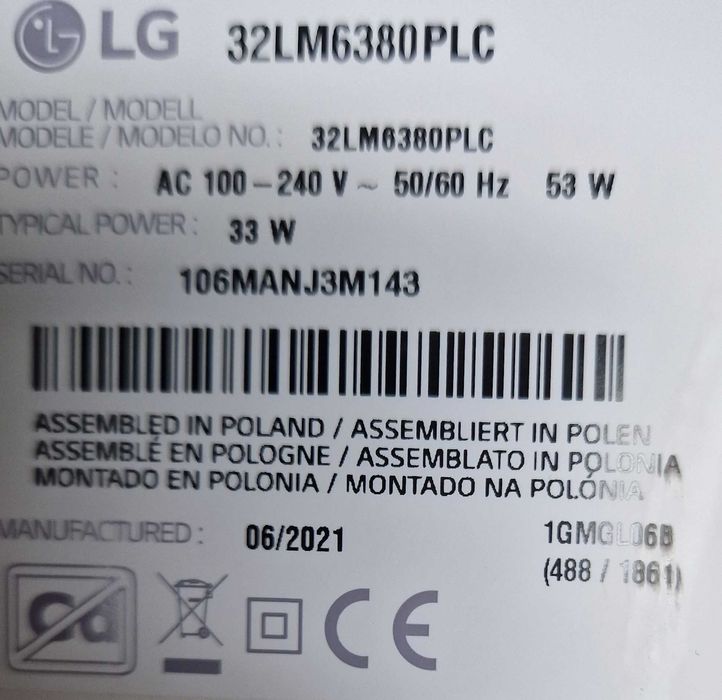 LG 32LM6380PLC
MODEL / MODELL
MODELE / MODELO NO. : 32LM6380PLC
POWER : AC 100 – 240 V ~ 50/60 Hz 53 W
TYPICAL POWER : 33 W
SERIAL NO. : 106MANJ3M143
ASSEMBLED IN POLAND / ASSEMBLIERT IN POLEN
ASSEMBLÉ EN POLOGNE / ASSEMBLATO IN POLONIA
MONTADO EN POLONIA / MONTADO NA POLÓNIA
MANUFACTURED : 06/2021
1GMGL06B
(488 / 1861)
Cd
CE